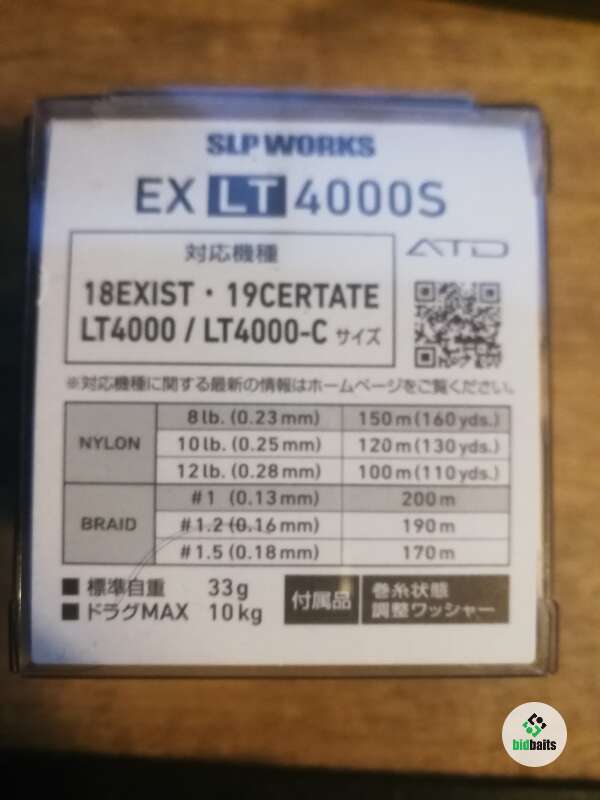 SLP WORKS
EX LT 4000S
対応機種
ATD
18EXIST・19CERTATE
LT4000 / LT4000-C サイズ
※対応機種に関する最新の情報はホームページをご覧ください。
NYLON
8lb. (0.23mm) 150m(160yds.)
10lb. (0.25mm) 120m(130yds.)
12lb. (0.28mm) 100m(110yds.)
BRAID
#1 (0.13mm) 200m
#1.2 (0.16mm) 190m
#1.5 (0.18mm) 170m
■ 標準自重 33g
■ ドラグMAX 10kg
付属品
巻糸状態
調整ワッシャー
bidbaits